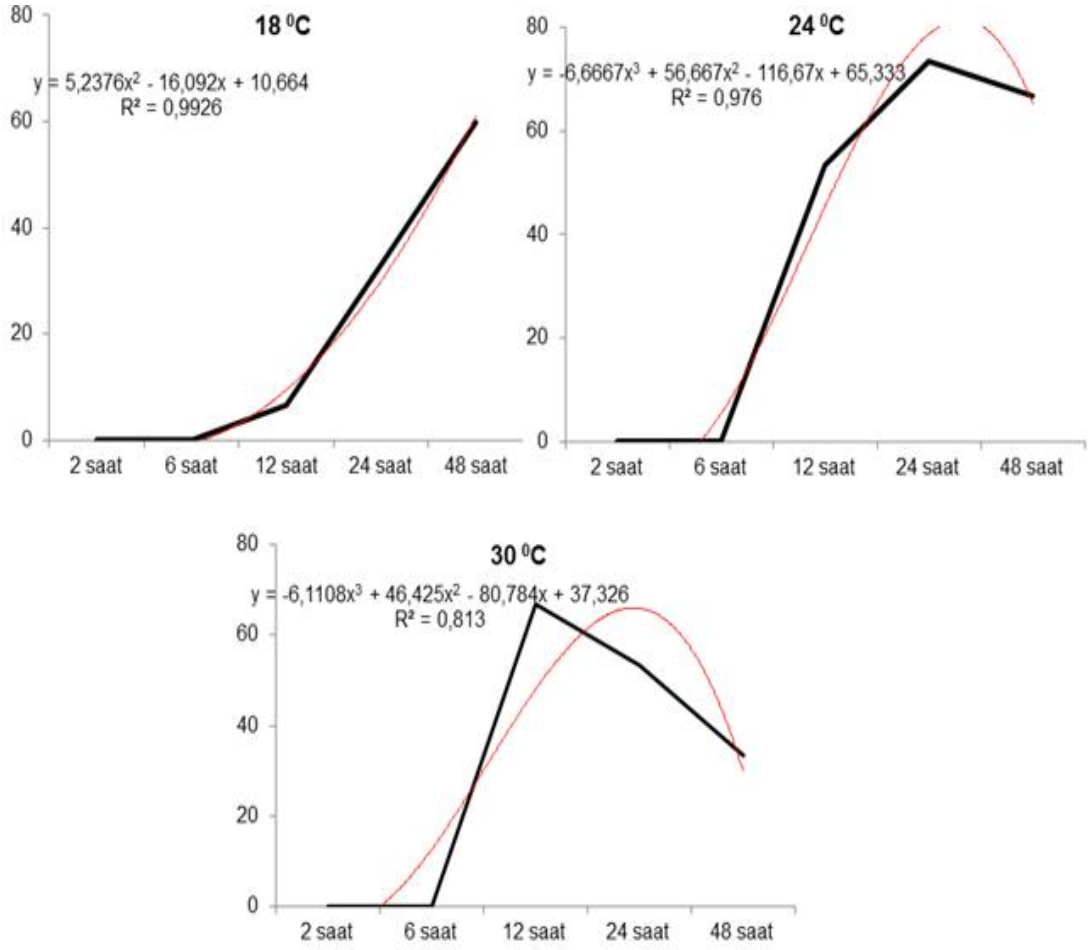 18 ⁰C
y = 5,2376x² - 16,092x + 10,664
R² = 0,9926
80
60
40
20
0
2 saat 6 saat 12 saat 24 saat 48 saat
24 ⁰C
y = -6,6667x³ + 56,667x² - 116,67x + 65,333
R² = 0,976
80
60
40
20
0
2 saat 6 saat 12 saat 24 saat 48 saat
30 ⁰C
y = -6,1108x³ + 46,425x² - 80,784x + 37,326
R² = 0,813
80
60
40
20
0
2 saat 6 saat 12 saat 24 saat 48 saat